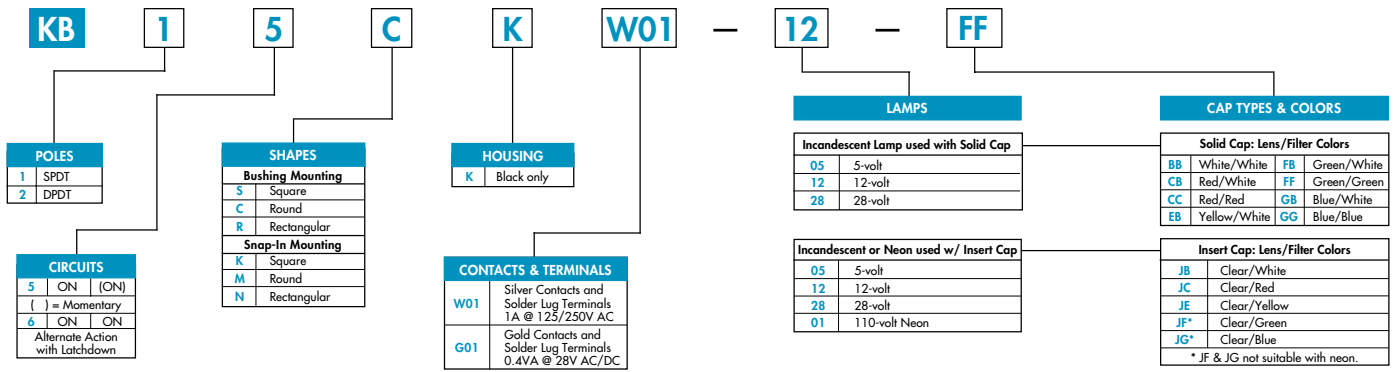 KB 1 5 C K W01 – 12 – FF
POLES
1 SPDT
2 DPDT
CIRCUITS
5 ON (ON)
( ) = Momentary
6 ON ON
Alternate Action
with Latchdown
SHAPES
Bushing Mounting
S Square
C Round
R Rectangular
Snap-In Mounting
K Square
M Round
N Rectangular
HOUSING
K Black only
CONTACTS & TERMINALS
W01 Silver Contacts and
Solder Lug Terminals
1A @ 125/250V AC
G01 Gold Contacts and
Solder Lug Terminals
0.4VA @ 28V AC/DC
LAMPS
Incandescent Lamp used with Solid Cap
05 5-volt
12 12-volt
28 28-volt
Incandescent or Neon used w/ Insert Cap
05 5-volt
12 12-volt
28 28-volt
01 110-volt Neon
CAP TYPES & COLORS
Solid Cap: Lens/Filter Colors
BB White/White FB Green/White
CB Red/White FF Green/Green
CC Red/Red GB Blue/White
EB Yellow/White GG Blue/Blue
Insert Cap: Lens/Filter Colors
JB Clear/White
JC Clear/Red
JE Clear/Yellow
JF* Clear/Green
JG* Clear/Blue
* JF & JG not suitable with neon.